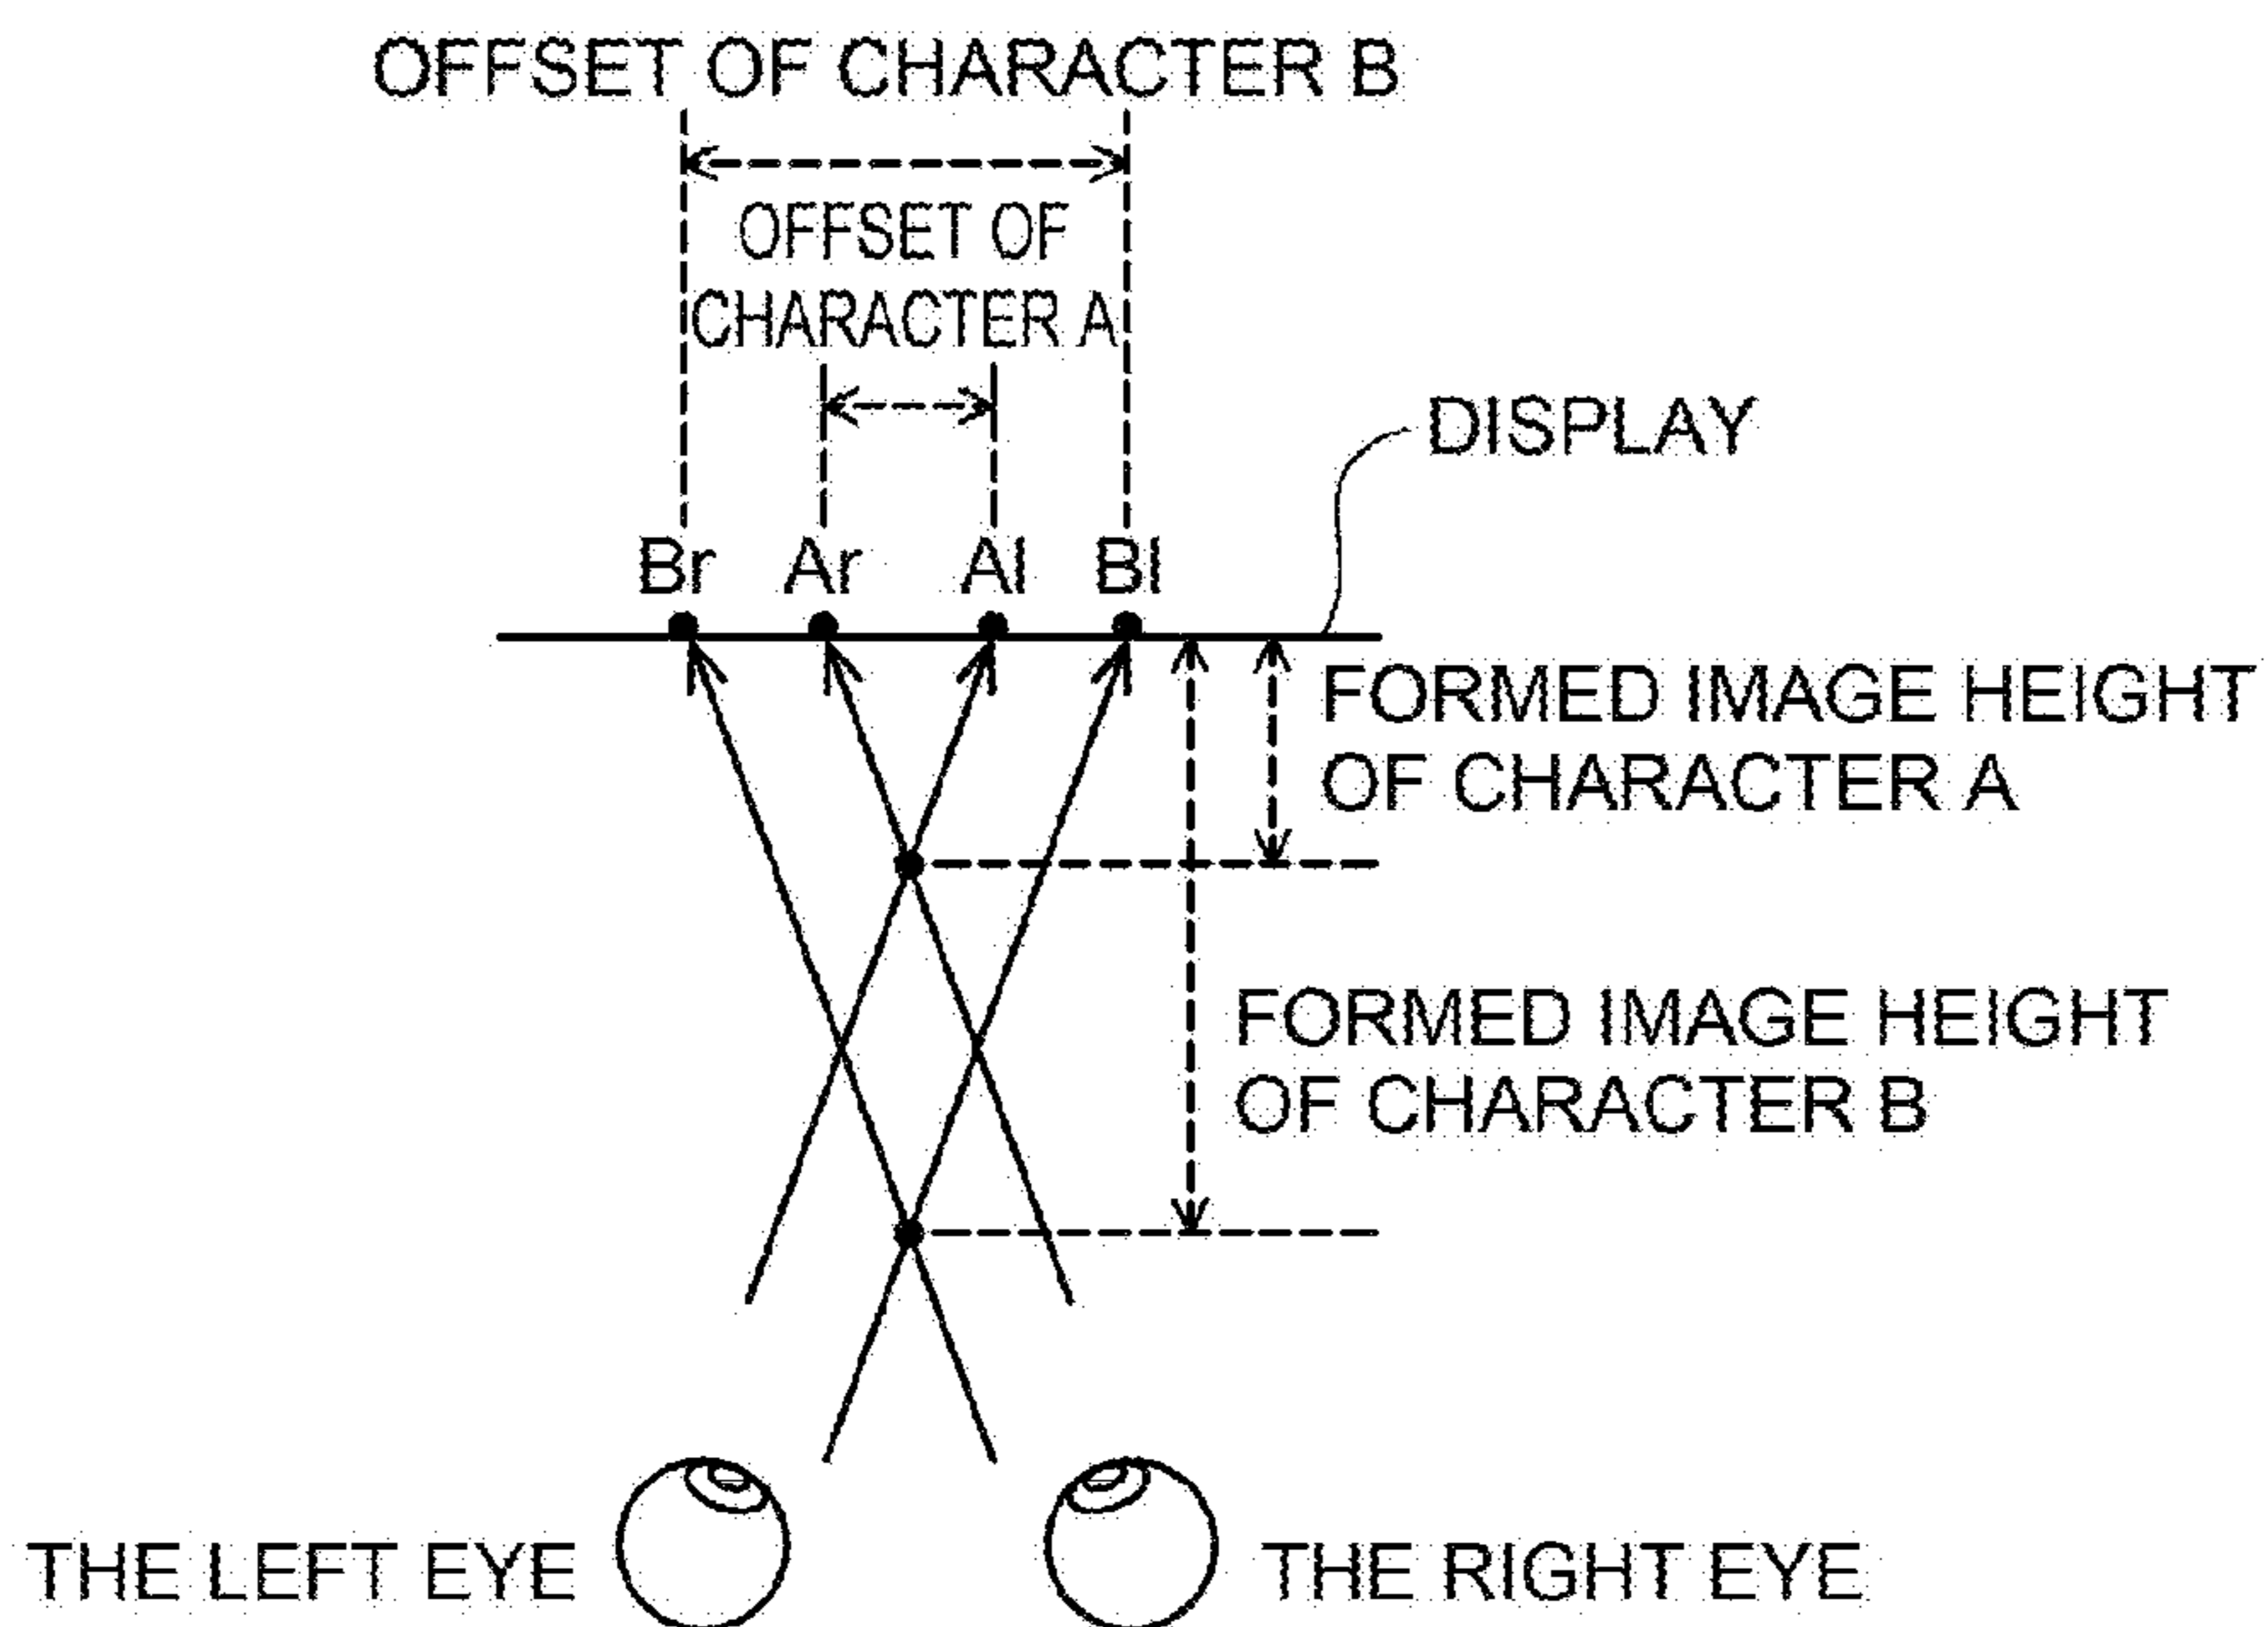 OFFSET OF CHARACTER B
OFFSET OF
CHARACTER A
DISPLAY
Br Ar Al Bl
FORMED IMAGE HEIGHT
OF CHARACTER A
FORMED IMAGE HEIGHT
OF CHARACTER B
THE LEFT EYE
THE RIGHT EYE